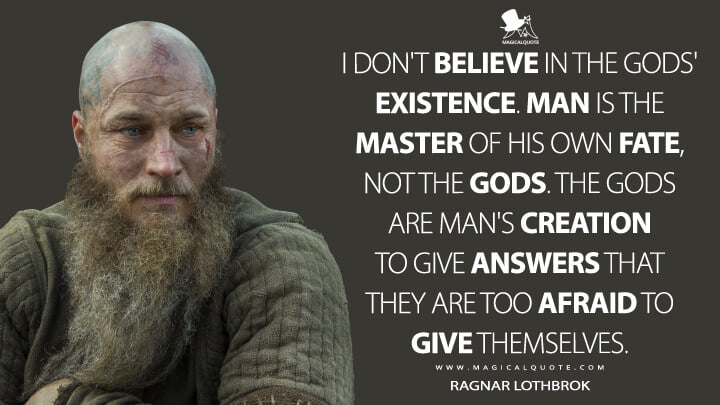 MAGICALQUOTE
I DON'T BELIEVE IN THE GODS'
EXISTENCE. MAN IS THE
MASTER OF HIS OWN FATE,
NOT THE GODS. THE GODS
ARE MAN'S CREATION
TO GIVE ANSWERS THAT
THEY ARE TOO AFRAID TO
GIVE THEMSELVES.
WWW.MAGICALQUOTE.COM
RAGNAR LOTHBROK